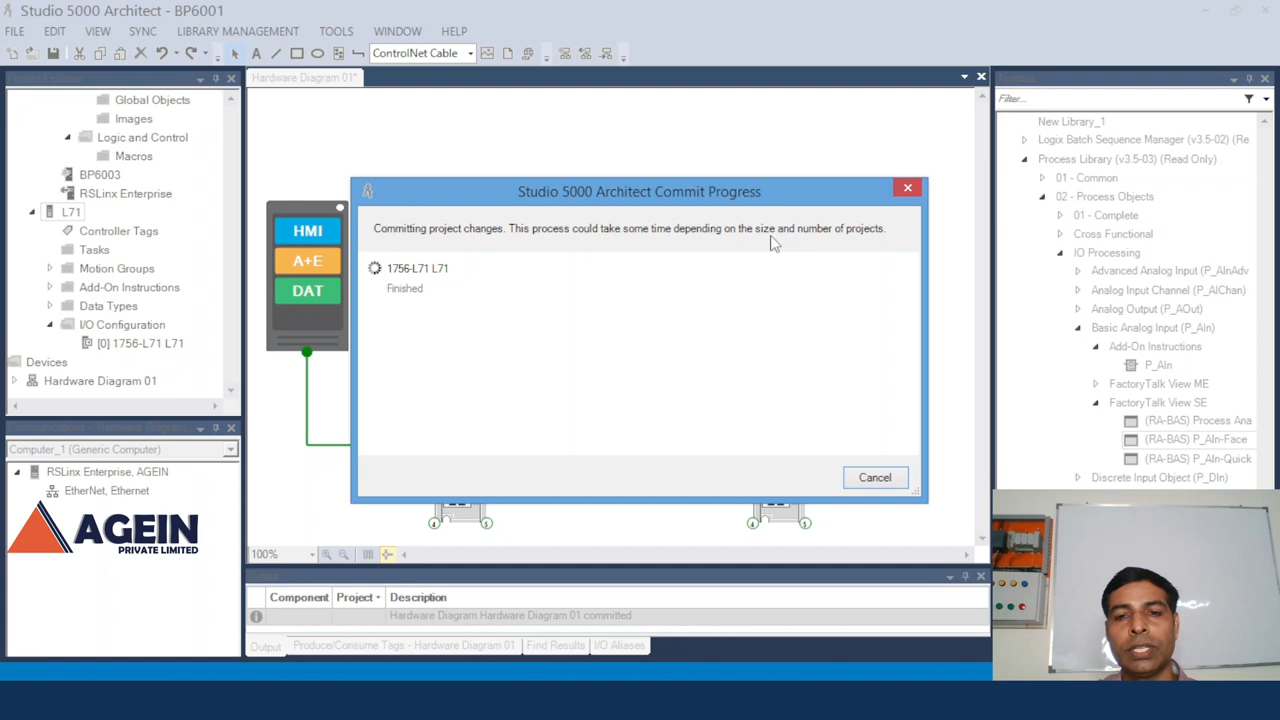 Studio 5000 Architect - BP6001
FILE EDIT VIEW SYNC LIBRARY MANAGEMENT TOOLS WINDOW HELP
A ControlNet Cable
Hardware Diagram 01*
Global Objects
Images
Logic and Control
Macros
BP6003
RSLinx Enterprise
L71
Controller Tags
Tasks
Motion Groups
Add-On Instructions
Data Types
I/O Configuration
[0] 1756-L71 L71
Devices
Hardware Diagram 01
Computer_1 (Generic Computer)
RSLinx Enterprise, AGEIN
EtherNet, Ethernet
AGEIN
PRIVATE LIMITED
HMI
A+E
DAT
Studio 5000 Architect Commit Progress
Committing project changes. This process could take some time depending on the size and number of projects.
1756-L71 L71
Finished
Cancel
4 5 4 5
100%
Component Project Description
Hardware Diagram Hardware Diagram 01 committed
Output Produce/Consume Tags - Hardware Diagram 01 Find Results I/O Aliases
Filter...
New Library_1
Logix Batch Sequence Manager (v3.5-02) (Re
Process Library (v3.5-03) (Read Only)
01 - Common
02 - Process Objects
01 - Complete
Cross Functional
IO Processing
Advanced Analog Input (P_AInAdv
Analog Input Channel (P_AIChan)
Analog Output (P_AOut)
Basic Analog Input (P_AIn)
Add-On Instructions
P_AIn
FactoryTalk View ME
FactoryTalk View SE
(RA-BAS) Process Ana
(RA-BAS) P_AIn-Face
(RA-BAS) P_AIn-Quick
Discrete Input Object (P_DIn)